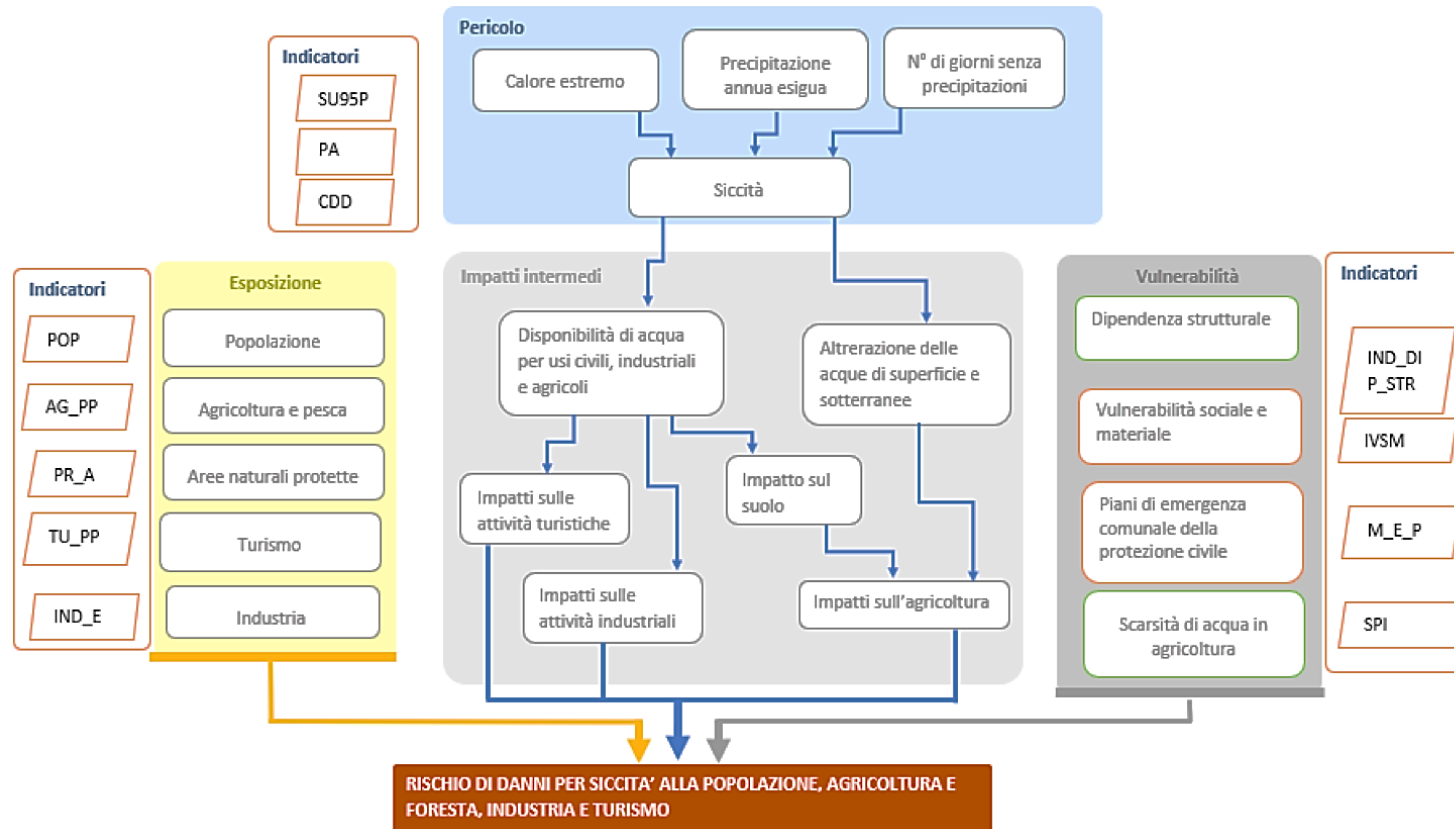 Pericolo
Indicatori
SU95P
PA
CDD
Calore estremo
Precipitazione
annua esigua
N° di giorni senza
precipitazioni
Siccità
Indicatori
POP
AG_PP
PR_A
TU_PP
IND_E
Esposizione
Popolazione
Agricoltura e pesca
Aree naturali protette
Turismo
Industria
Impatti intermedi
Disponibilità di acqua
per usi civili, industriali
e agricoli
Altrerazione delle
acque di superficie e
sotterranee
Impatti sulle
attività turistiche
Impatto sul
suolo
Impatti sulle
attività industriali
Impatti sull'agricoltura
Vulnerabilità
Dipendenza strutturale
Vulnerabilità sociale e
materiale
Piani di emergenza
comunale della
protezione civile
Scarsità di acqua in
agricoltura
Indicatori
IND_DI
P_STR
IVSM
M_E_P
SPI
RISCHIO DI DANNI PER SICCITA' ALLA POPOLAZIONE, AGRICOLTURA E
FORESTA, INDUSTRIA E TURISMO